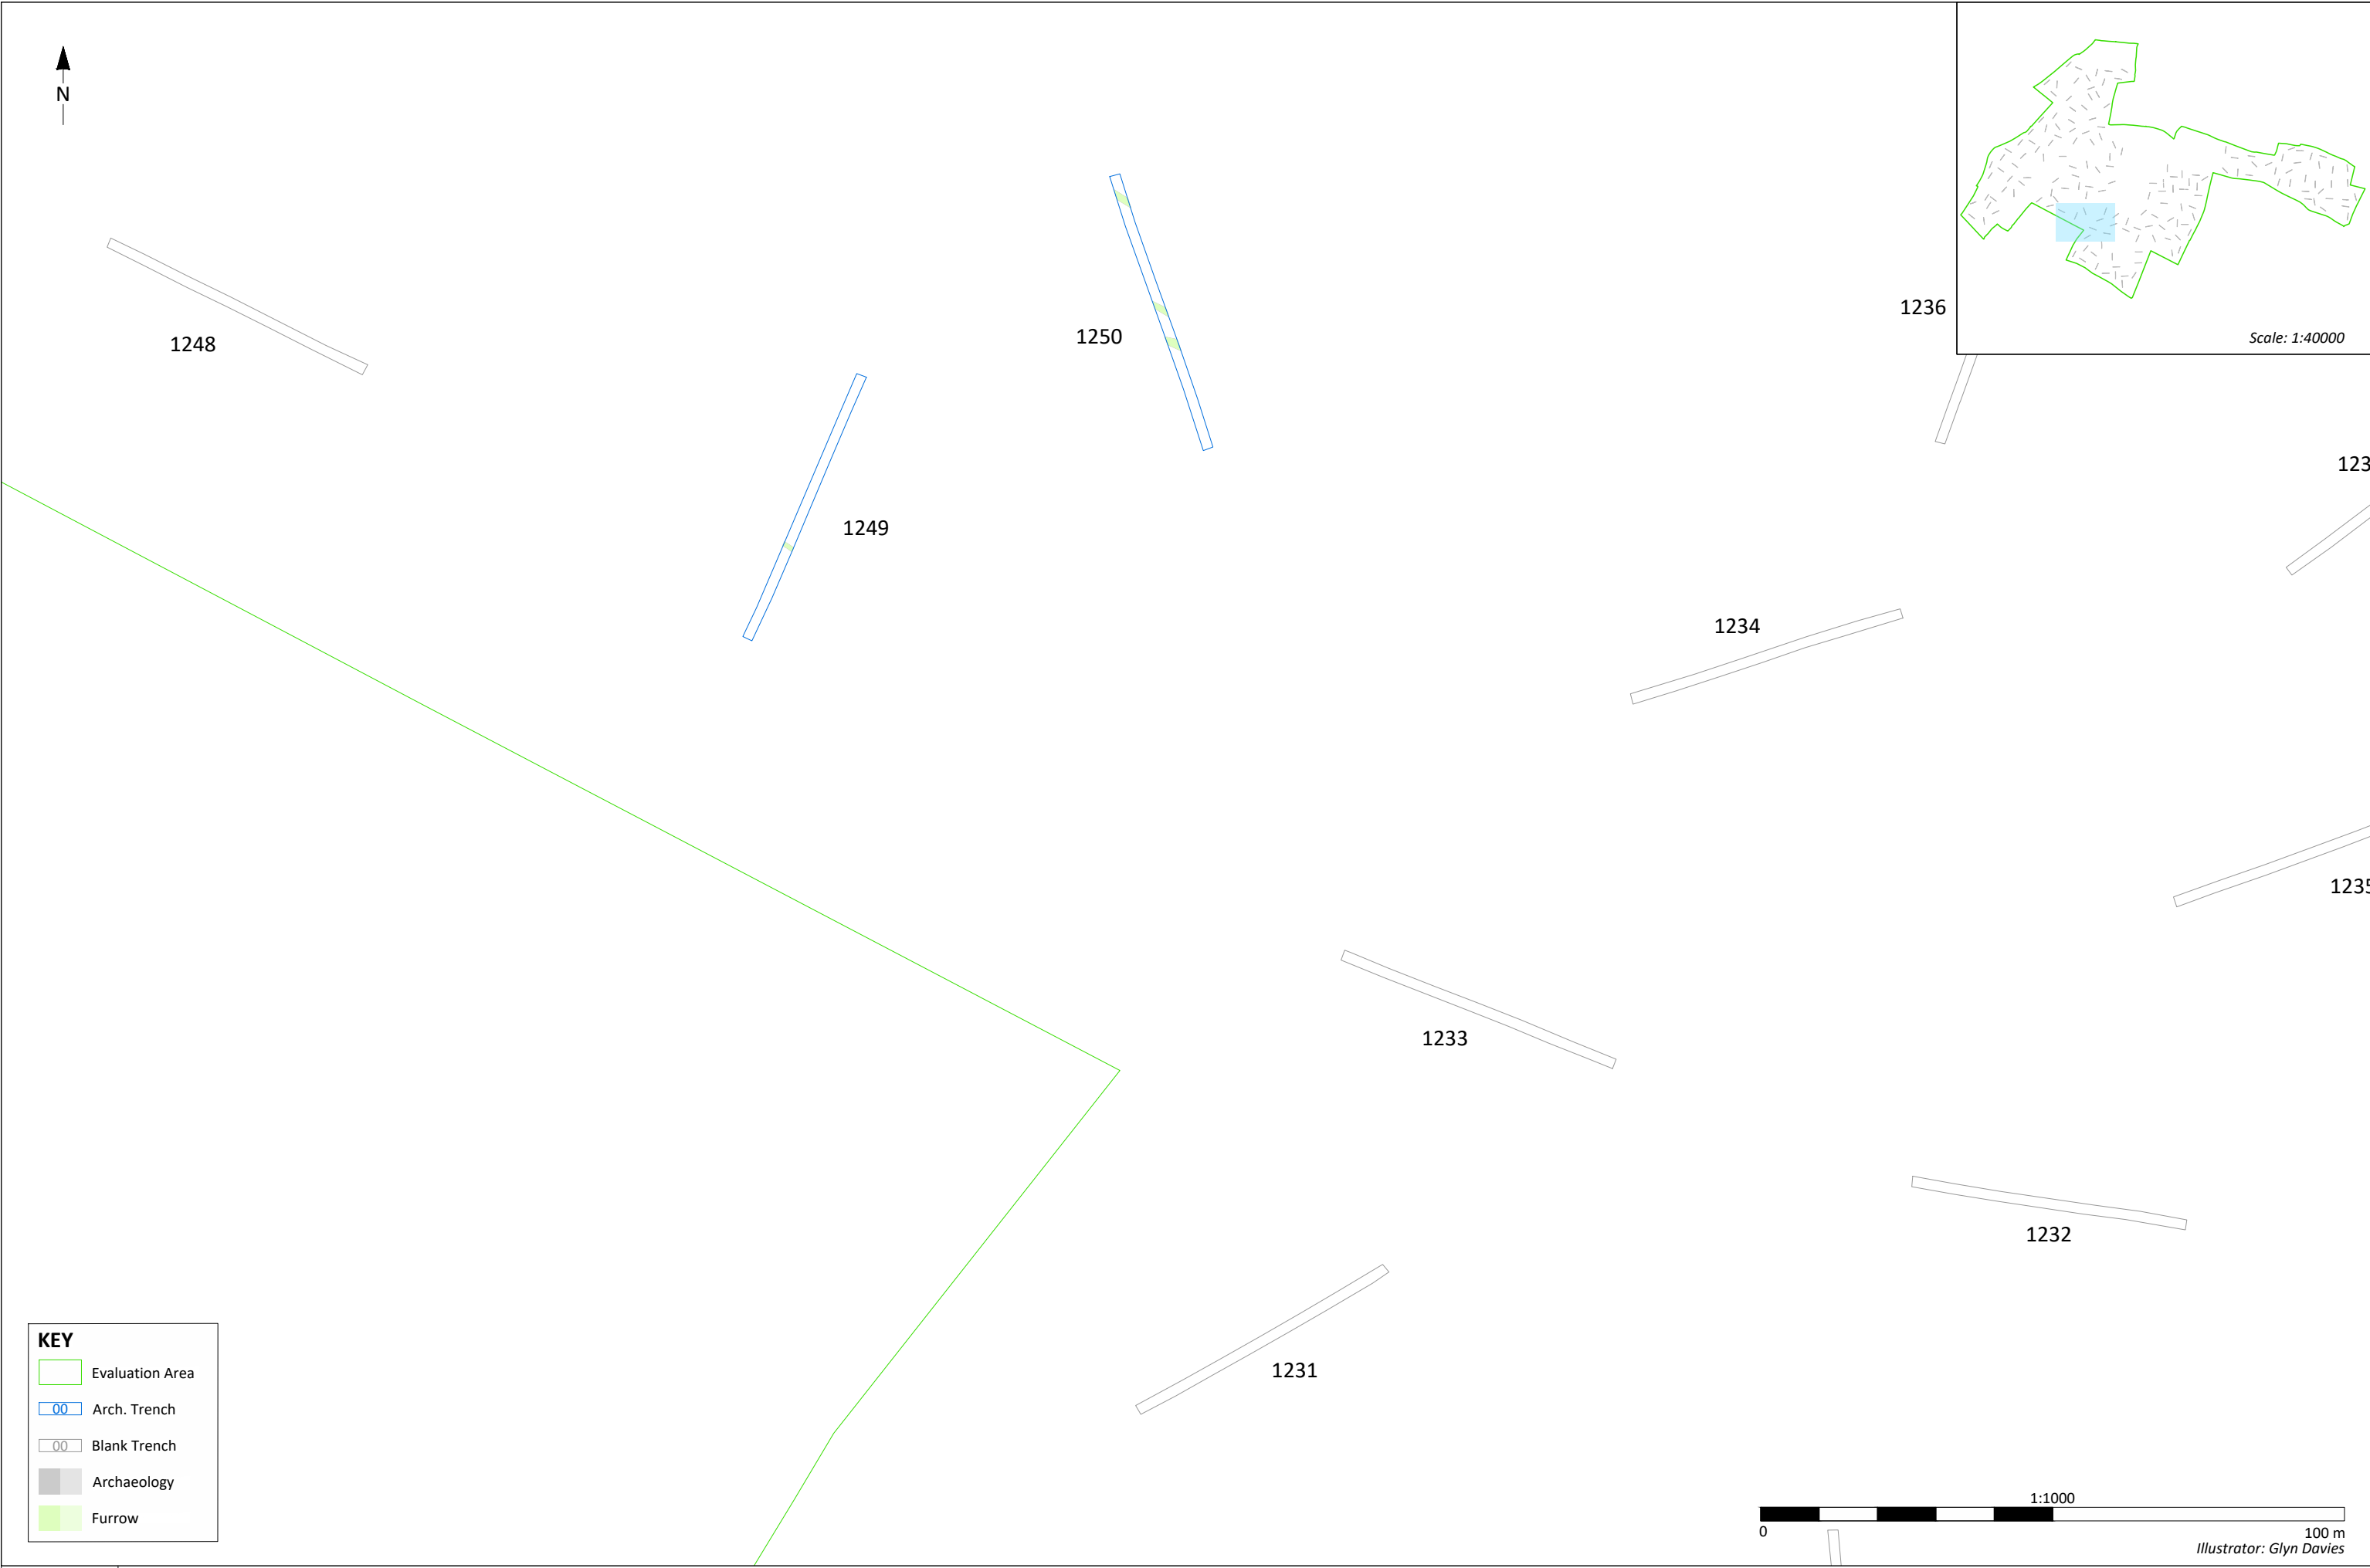 N
Scale: 1:40000
1236
1248
1250
1249
1234
1235
1233
1232
1231
KEY
Evaluation Area
00 Arch. Trench
00 Blank Trench
Archaeology
Furrow
1:1000
0 100 m
Illustrator: Glyn Davies